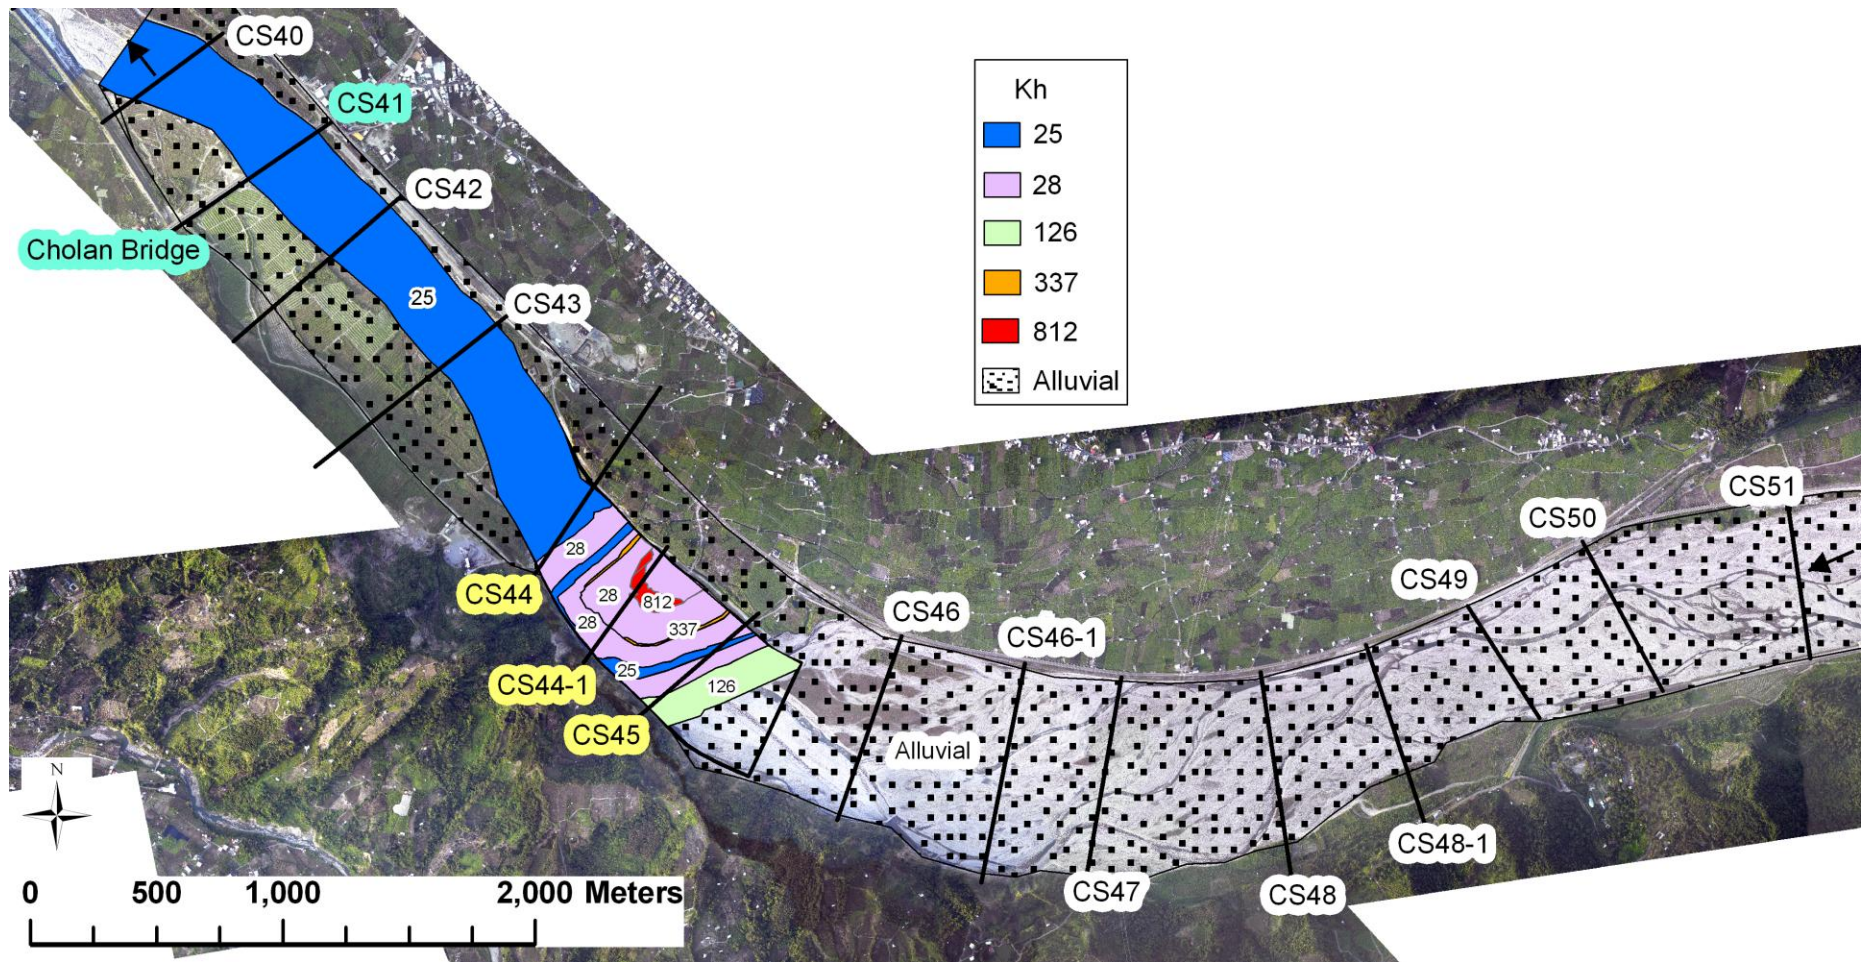 CS40
CS41
CS42
Cholan Bridge
25
CS43
Kh
25
28
126
337
812
Alluvial
CS51
CS50
CS49
28
CS44
28
812
28
337
CS46
CS46-1
25
126
CS44-1
CS45
Alluvial
CS48-1
CS47
CS48
N
0 500 1,000 2,000 Meters